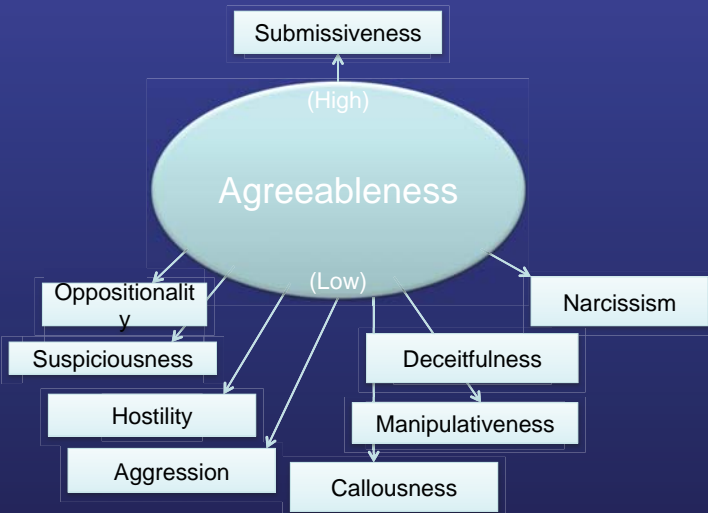 Submissiveness
(High)
Agreeableness
(Low)
Oppositionalit
y
Narcissism
Suspiciousness
Deceitfulness
Hostility
Manipulativeness
Aggression
Callousness